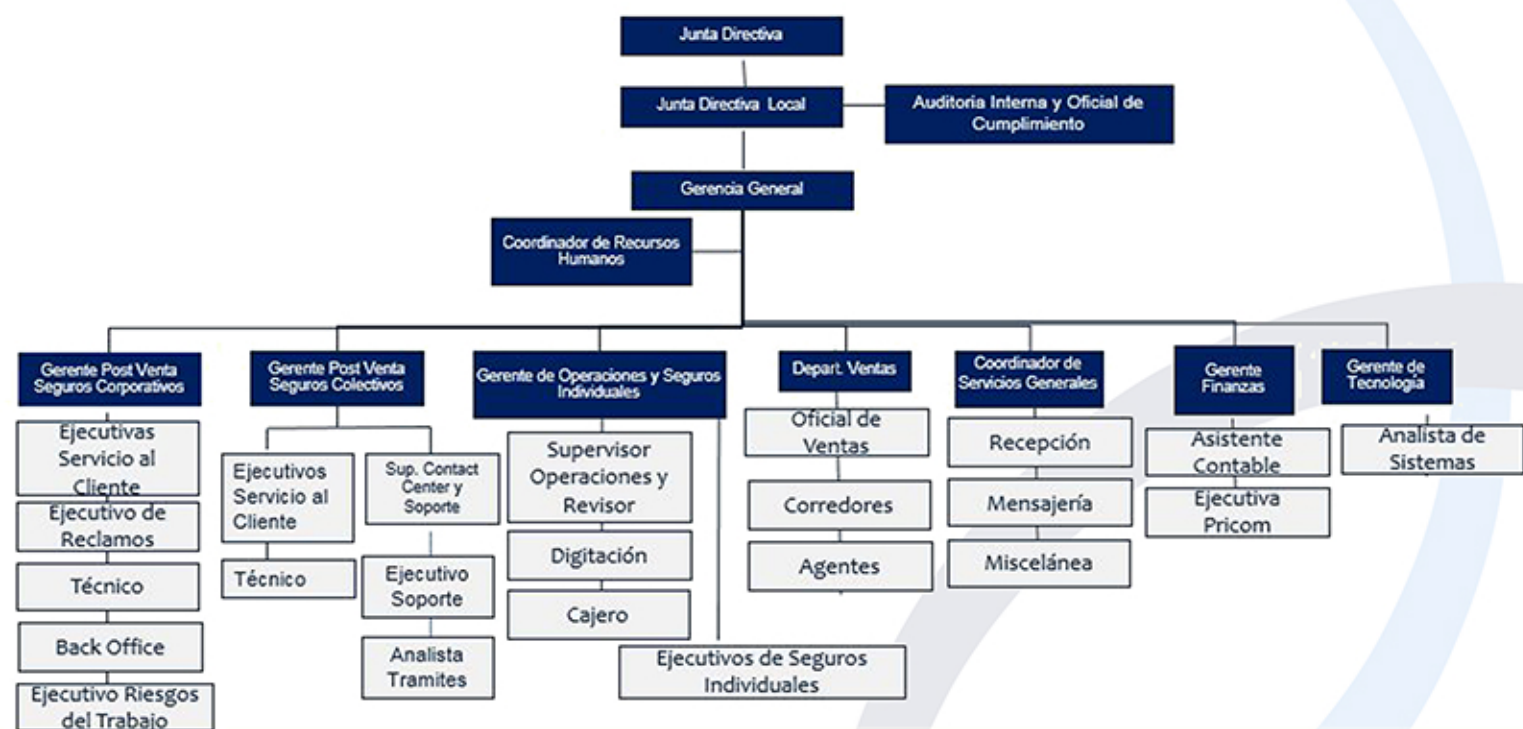 Junta Directiva
Junta Directiva Local
Auditoria Interna y Oficial de
Cumplimiento
Gerencia General
Coordinador de Recursos
Humanos
Gerente Post Venta
Seguros Corporativos
Ejecutivas
Servicio al
Cliente
Ejecutivo de
Reclamos
Técnico
Back Office
Ejecutivo Riesgos
del Trabajo
Gerente Post Venta
Seguros Colectivos
Ejecutivos
Servicio al
Cliente
Técnico
Sup. Contact
Center y
Soporte
Ejecutivo
Soporte
Analista
Tramites
Gerente de Operaciones y Seguros
Individuales
Supervisor
Operaciones y
Revisor
Digitación
Cajero
Ejecutivos de Seguros
Individuales
Depart. Ventas
Oficial de
Ventas
Corredores
Agentes
Coordinador de
Servicios Generales
Recepción
Mensajería
Miscelánea
Gerente
Finanzas
Asistente
Contable
Ejecutiva
Pricom
Gerente de
Tecnología
Analista de
Sistemas